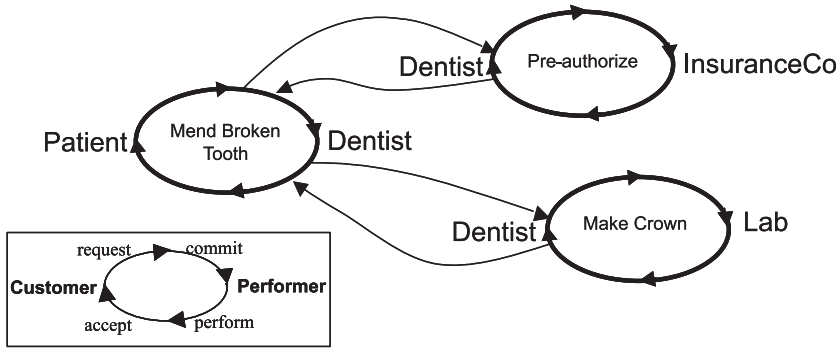 Dentist
Pre-authorize
InsuranceCo
Patient
Mend Broken
Tooth
Dentist
Dentist
Make Crown
Lab
request
commit
Customer
Performer
accept
perform